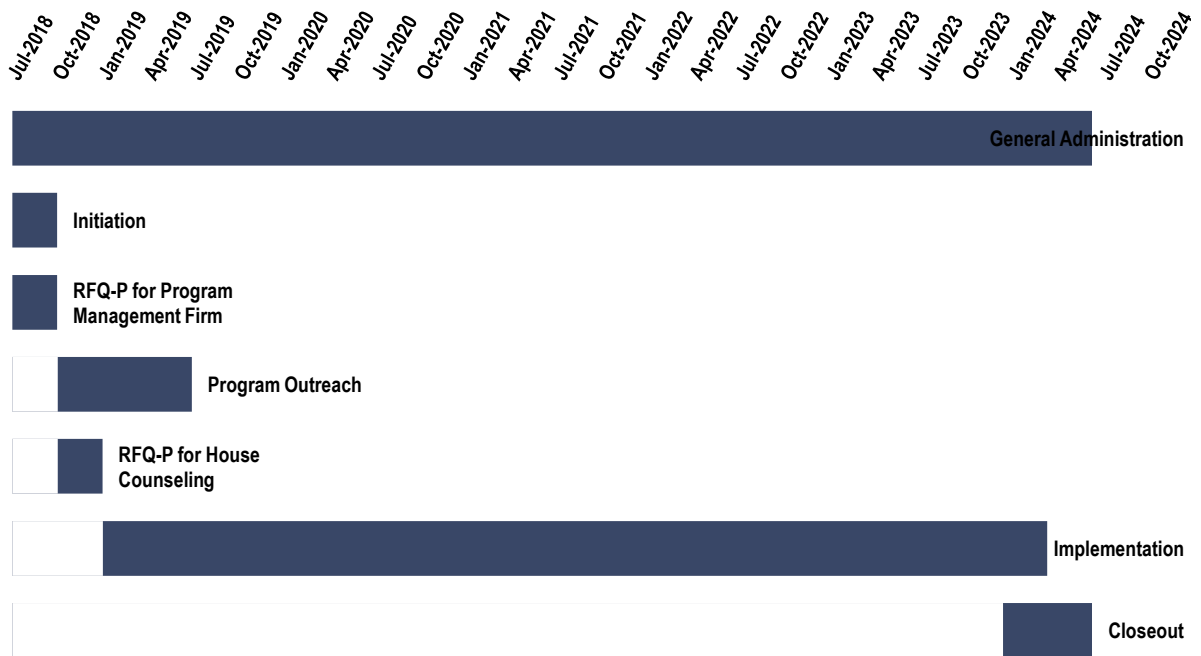 Jul-2018
Oct-2018
Jan-2019
Apr-2019
Jul-2019
Oct-2019
Jan-2020
Apr-2020
Jul-2020
Oct-2020
Jan-2021
Apr-2021
Jul-2021
Oct-2021
Jan-2022
Apr-2022
Jul-2022
Oct-2022
Jan-2023
Apr-2023
Jul-2023
Oct-2023
Jan-2024
Apr-2024
Jul-2024
Oct-2024
General Administration
Initiation
RFQ-P for Program
Management Firm
Program Outreach
RFQ-P for House
Counseling
Implementation
Closeout